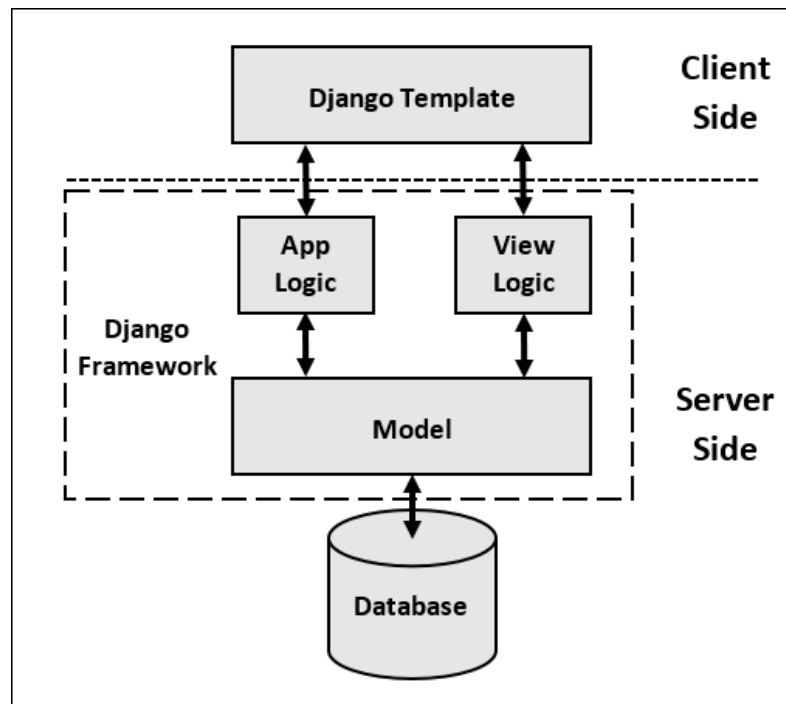 Django Template
Client
Side
App
Logic
View
Logic
Django
Framework
Model
Server
Side
Database